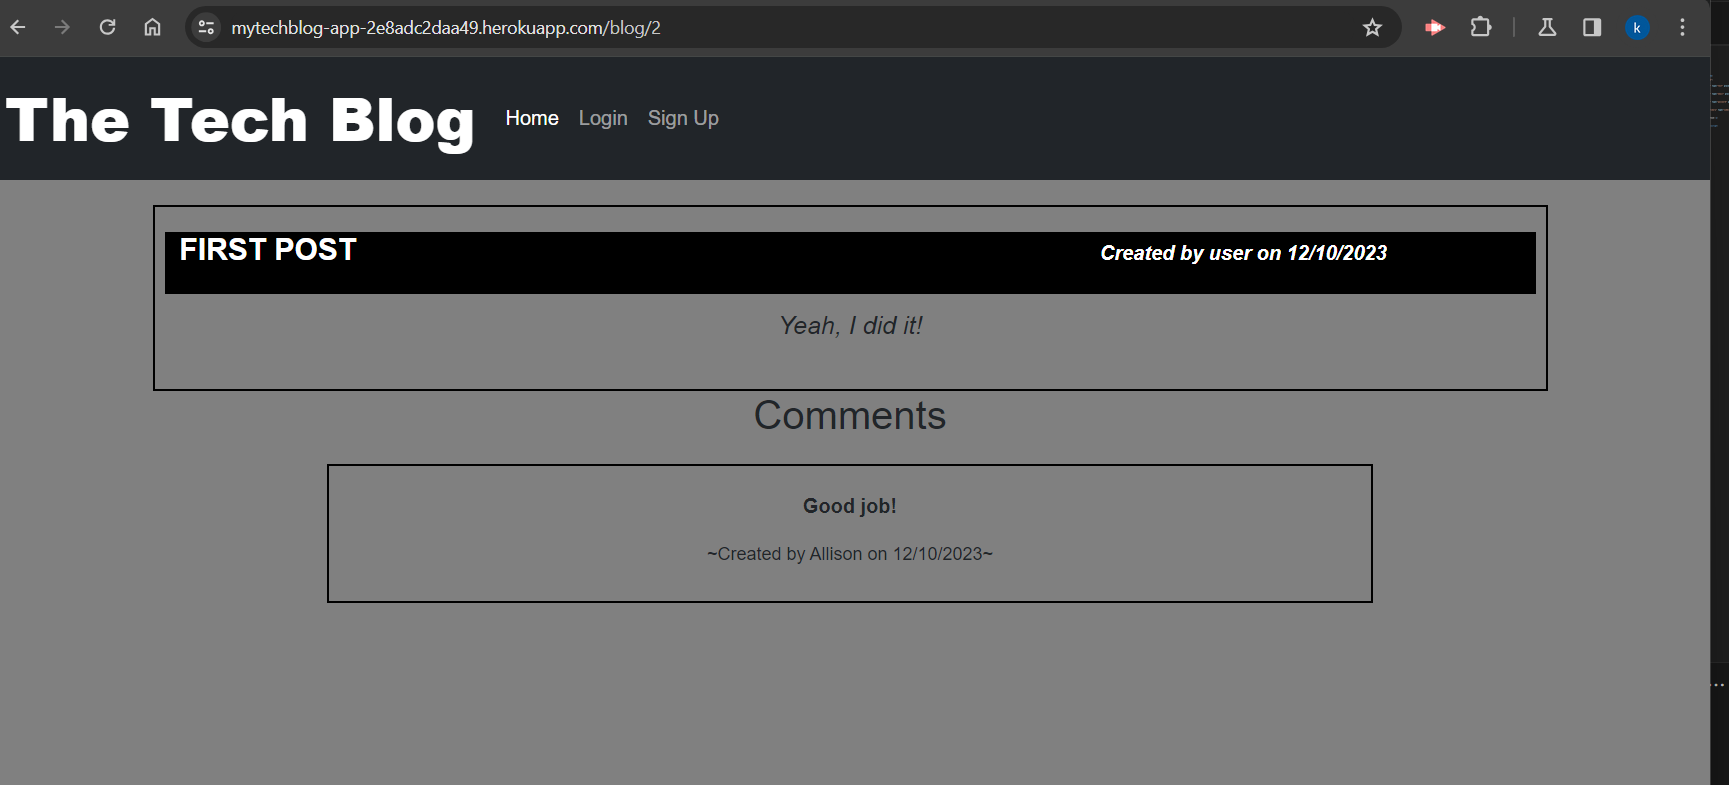 mytechblog-app-2e8adc2daa49.herokuapp.com/blog/2
k
The Tech Blog
Home Login Sign Up
FIRST POST
Created by user on 12/10/2023
Yeah, I did it!
Comments
Good job!
~Created by Allison on 12/10/2023~